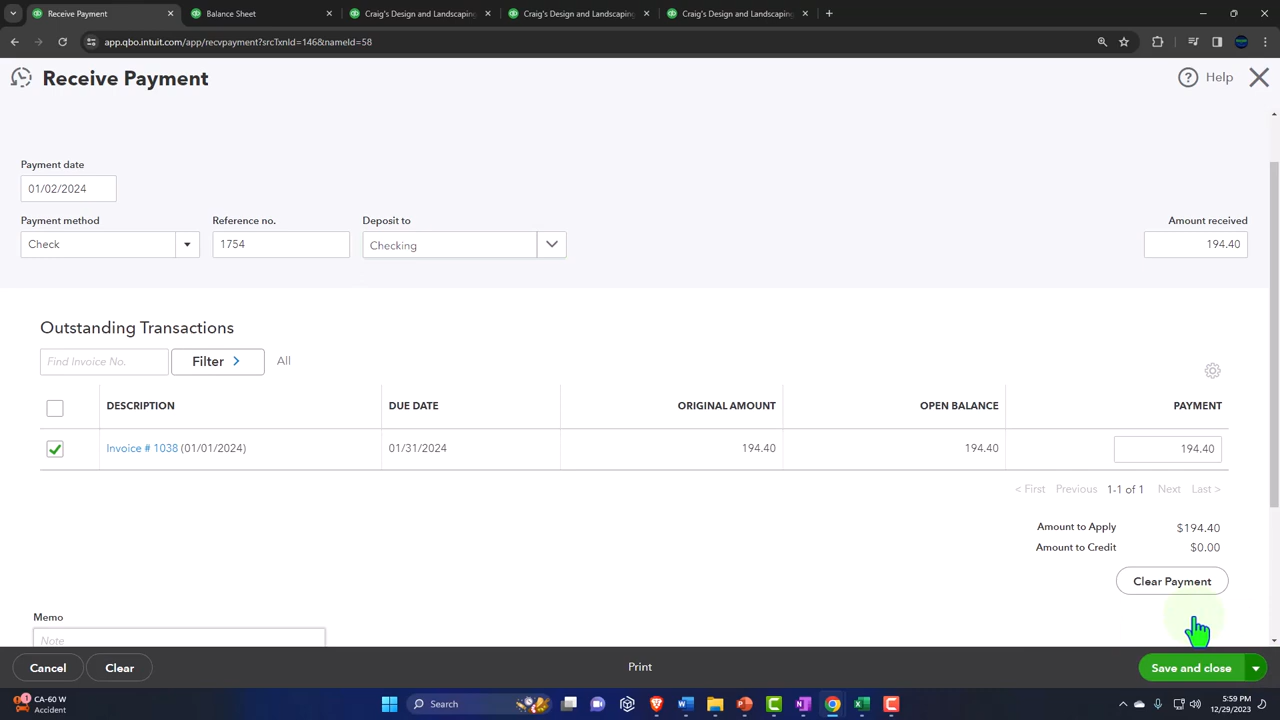 Receive Payment
Balance Sheet
Craig's Design and Landscaping
Craig's Design and Landscaping
Craig's Design and Landscaping
app.qbo.intuit.com/app/recvpayment?srcTxnId=146&nameId=58
Receive Payment
Help
Payment date
01/02/2024
Payment method
Reference no.
Deposit to
Amount received
Check
1754
Checking
194.40
Outstanding Transactions
Find Invoice No.
Filter
All
DESCRIPTION DUE DATE ORIGINAL AMOUNT OPEN BALANCE PAYMENT
Invoice # 1038 (01/01/2024) 01/31/2024 194.40 194.40 194.40
< First Previous 1-1 of 1 Next Last >
Amount to Apply $194.40
Amount to Credit $0.00
Clear Payment
Memo
Note
Cancel
Clear
Print
Save and close
1
CA-60 W
Accident
Search
5:59 PM
12/29/2023